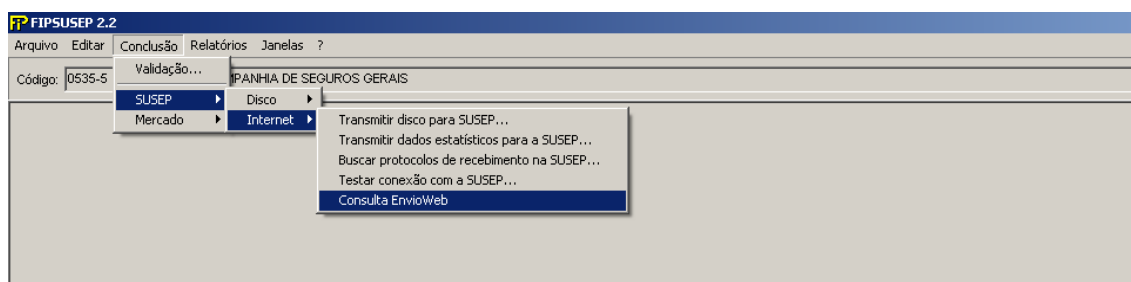 FIPSUSEP 2.2
Arquivo Editar Conclusão Relatórios Janelas ?
Código: 0535-5 MPANHIA DE SEGUROS GERAIS
Validação...
SUSEP
Mercado
Disco
Internet
Transmitir disco para SUSEP...
Transmitir dados estatísticos para a SUSEP...
Buscar protocolos de recebimento na SUSEP...
Testar conexão com a SUSEP...
Consulta EnvioWeb